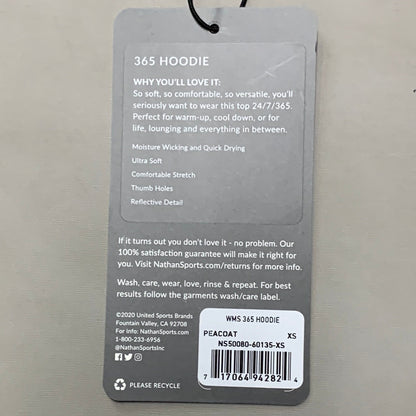 365 HOODIE
WHY YOU'LL LOVE IT:
So soft, so comfortable, so versatile, you'll
seriously want to wear this top 24/7/365.
Perfect for warm-up, cool down, or for
life, lounging and everything in between.
Moisture Wicking and Quick Drying
Ultra Soft
Comfortable Stretch
Thumb Holes
Reflective Detail
If it turns out you don't love it - no problem. Our
100% satisfaction guarantee will make it right for
you. Visit NathanSports.com/returns for more info.
Wash, care, wear, love, rinse & repeat. For best
results follow the garments wash/care label.
©2020 United Sports Brands
Fountain Valley, CA 92708
For info: NathanSports.com
1-800-233-6956
@NathanSportsInc
PLEASE RECYCLE
WMS 365 HOODIE
PEACOAT XS
NS50080-60135-XS
7 17064 94282 4